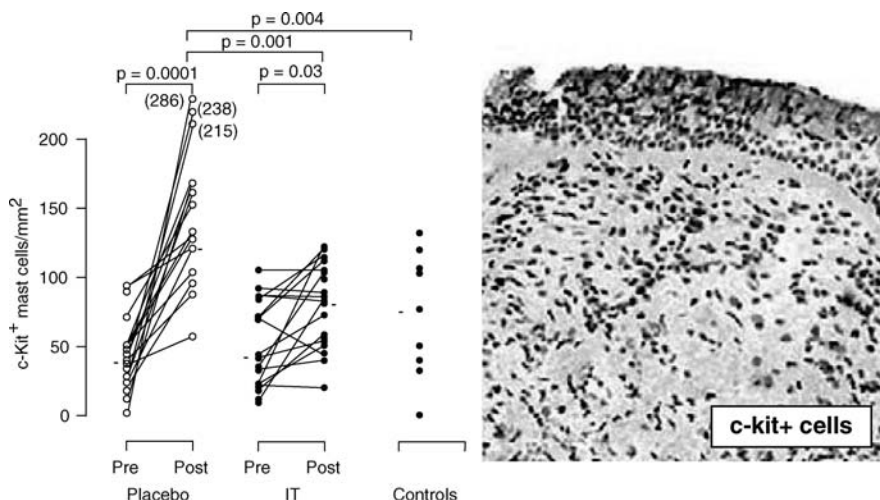 p = 0.004
p = 0.001
p = 0.0001
p = 0.03
(286)
(238)
(215)
200
150
100
50
0
c-Kit+ mast cells/mm2
Pre
Post
Pre
Post
Placebo
IT
Controls
c-kit+ cells